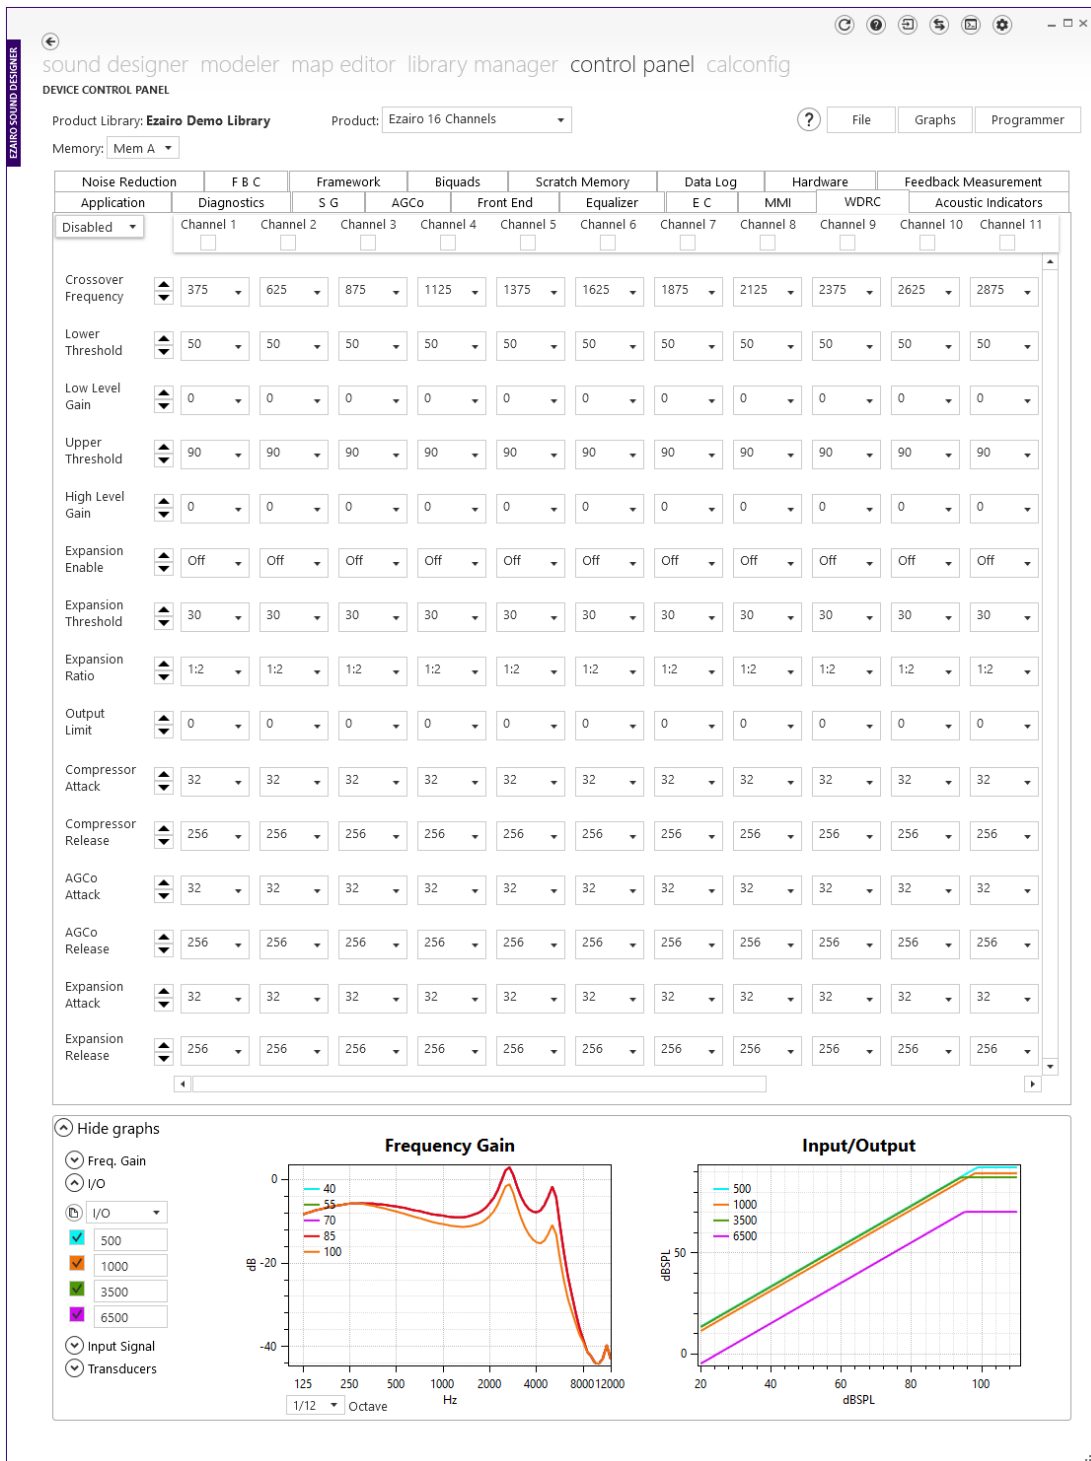 EZAIRO SOUND DESIGNER
sound designer modeler map editor library manager control panel calconfig
DEVICE CONTROL PANEL
Product Library: Ezairo Demo Library Product: Ezairo 16 Channels ? File Graphs Programmer
Memory: Mem A
Noise Reduction F B C Framework Biquads Scratch Memory Data Log Hardware Feedback Measurement
Application Diagnostics S G AGCo Front End Equalizer E C MMI WDRC Acoustic Indicators
Disabled Channel 1 Channel 2 Channel 3 Channel 4 Channel 5 Channel 6 Channel 7 Channel 8 Channel 9 Channel 10 Channel 11
Crossover
Frequency 375 625 875 1125 1375 1625 1875 2125 2375 2625 2875
Lower
Threshold 50 50 50 50 50 50 50 50 50 50 50
Low Level
Gain 0 0 0 0 0 0 0 0 0 0 0
Upper
Threshold 90 90 90 90 90 90 90 90 90 90 90
High Level
Gain 0 0 0 0 0 0 0 0 0 0 0
Expansion
Enable Off Off Off Off Off Off Off Off Off Off Off
Expansion
Threshold 30 30 30 30 30 30 30 30 30 30 30
Expansion
Ratio 1:2 1:2 1:2 1:2 1:2 1:2 1:2 1:2 1:2 1:2 1:2
Output
Limit 0 0 0 0 0 0 0 0 0 0 0
Compressor
Attack 32 32 32 32 32 32 32 32 32 32 32
Compressor
Release 256 256 256 256 256 256 256 256 256 256 256
AGCo
Attack 32 32 32 32 32 32 32 32 32 32 32
AGCo
Release 256 256 256 256 256 256 256 256 256 256 256
Expansion
Attack 32 32 32 32 32 32 32 32 32 32 32
Expansion
Release 256 256 256 256 256 256 256 256 256 256 256
Hide graphs
Freq. Gain
I/O
I/O
500
1000
3500
6500
Input Signal
Transducers
Frequency Gain
0
-20
-40
dB
40
55
70
85
100
125 250 500 1000 2000 4000 8000 12000
Hz
1/12 Octave
Input/Output
50
0
dBSPL
500
1000
3500
6500
20 40 60 80 100
dBSPL